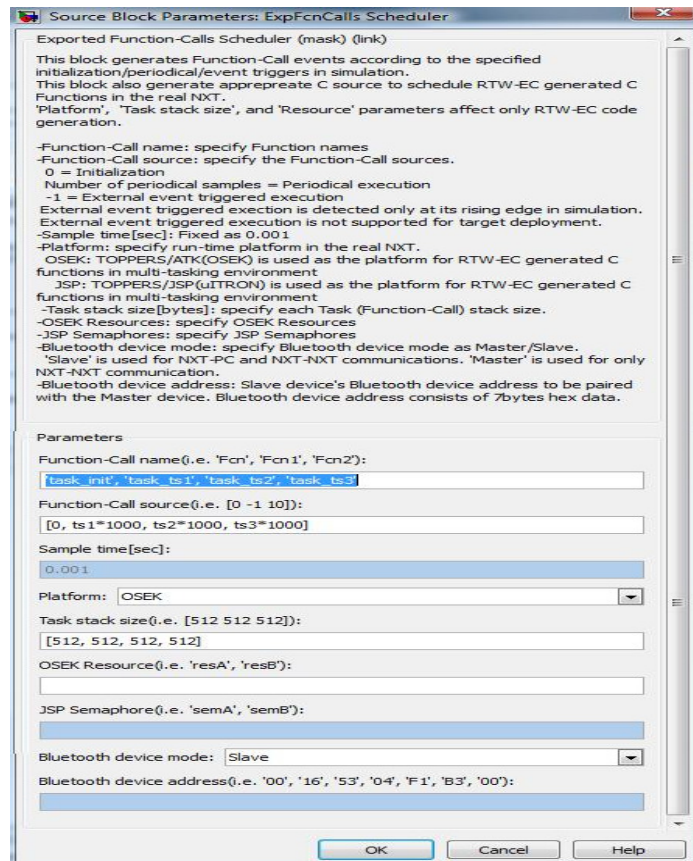 Source Block Parameters: ExpFcnCalls Scheduler
Exported Function-Calls Scheduler (mask) (link)
This block generates Function-Call events according to the specified
initialization/periodical/event triggers in simulation.
This block also generate apprepreate C source to schedule RTW-EC generated C
Functions in the real NXT.
'Platform', 'Task stack size', and 'Resource' parameters affect only RTW-EC code
generation.
-Function-Call name: specify Function names
-Function-Call source: specify the Function-Call sources.
0 = Initialization
Number of periodical samples = Periodical execution
-1 = External event triggered execution
External event triggered exection is detected only at its rising edge in simulation.
External event triggered execution is not supported for target deployment.
-Sample time[sec]: Fixed as 0.001
-Platform: specify run-time platform in the real NXT.
OSEK: TOPPERS/ATK(OSEK) is used as the platform for RTW-EC generated C
functions in multi-tasking environment
JSP: TOPPERS/JSP(uITRON) is used as the platform for RTW-EC generated C
functions in multi-tasking environment
-Task stack size[bytes]: specify each Task (Function-Call) stack size.
-OSEK Resources: specify OSEK Resources
-JSP Semaphores: specify JSP Semaphores
-Bluetooth device mode: specify Bluetooth device mode as Master/Slave.
'Slave' is used for NXT-PC and NXT-NXT communications. 'Master' is used for only
NXT-NXT communication.
-Bluetooth device address: Slave device's Bluetooth device address to be paired
with the Master device. Bluetooth device address consists of 7bytes hex data.
Parameters
Function-Call name(i.e. 'Fcn', 'Fcn1', 'Fcn2'):
'task_init', 'task_ts1', 'task_ts2', 'task_ts3'
Function-Call source(i.e. [0 -1 10]):
[0, ts1*1000, ts2*1000, ts3*1000]
Sample time[sec]:
0.001
Platform: OSEK
Task stack size(i.e. [512 512 512]):
[512, 512, 512, 512]
OSEK Resource(i.e. 'resA', 'resB'):
JSP Semaphore(i.e. 'semA', 'semB'):
Bluetooth device mode: Slave
Bluetooth device address(i.e. '00', '16', '53', '04', 'F1', 'B3', '00'):
OK Cancel Help